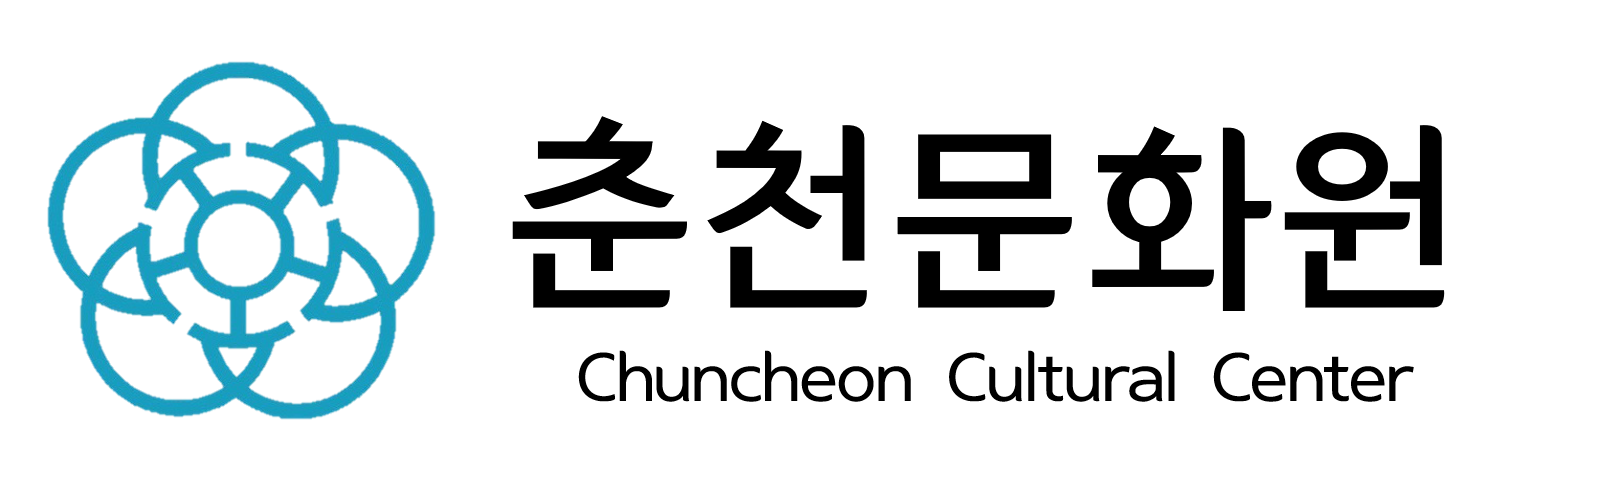 춘천문화원
Chuncheon Cultural Center